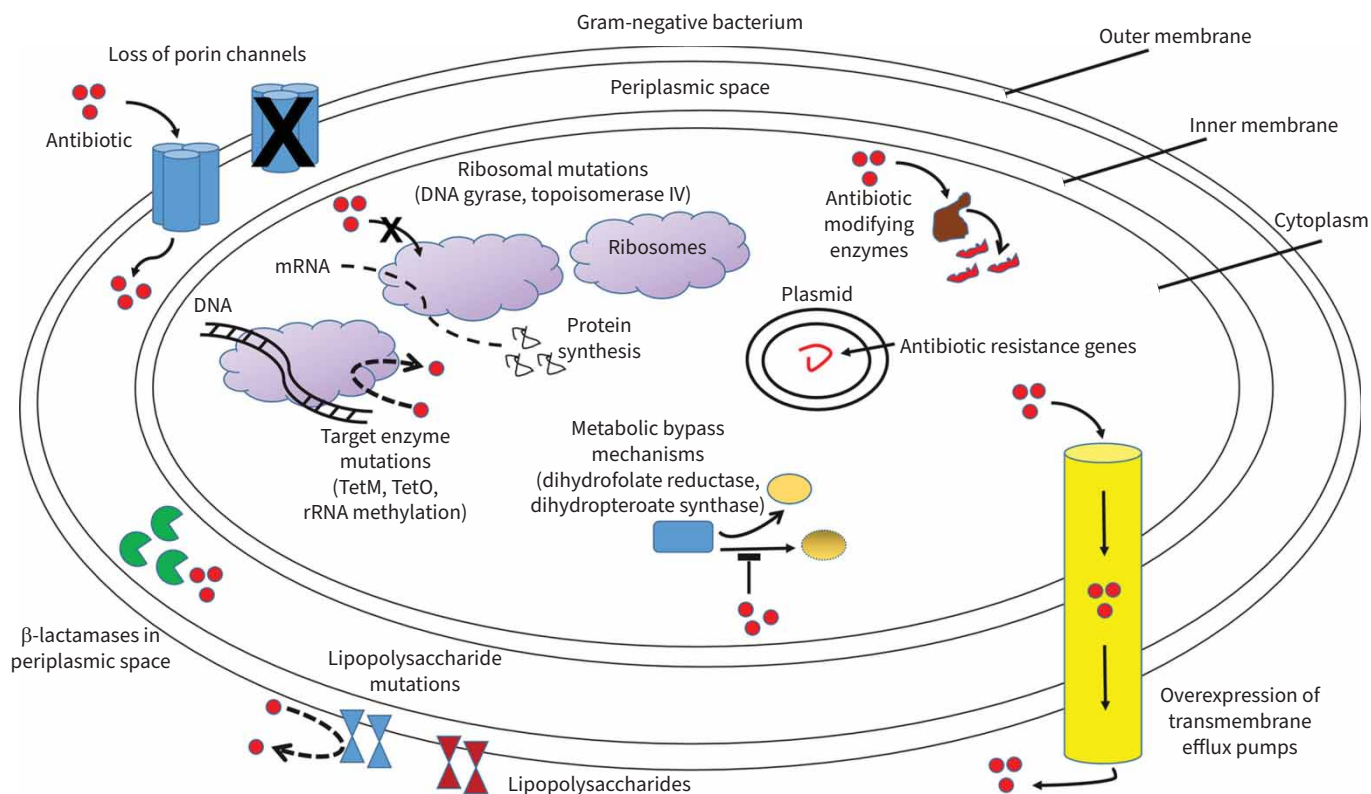 Gram-negative bacterium
Outer membrane
Loss of porin channels
Periplasmic space
Antibiotic
Inner membrane
Ribosomal mutations
(DNA gyrase, topoisomerase IV)
Antibiotic
modifying
enzymes
Cytoplasm
Ribosomes
mRNA
Plasmid
DNA
Protein
synthesis
Antibiotic resistance genes
Target enzyme
mutations
(TetM, TetO,
rRNA methylation)
Metabolic bypass
mechanisms
(dihydrofolate reductase,
dihydropteroate synthase)
β-lactamases in
periplasmic space
Lipopolysaccharide
mutations
Overexpression of
transmembrane
efflux pumps
Lipopolysaccharides